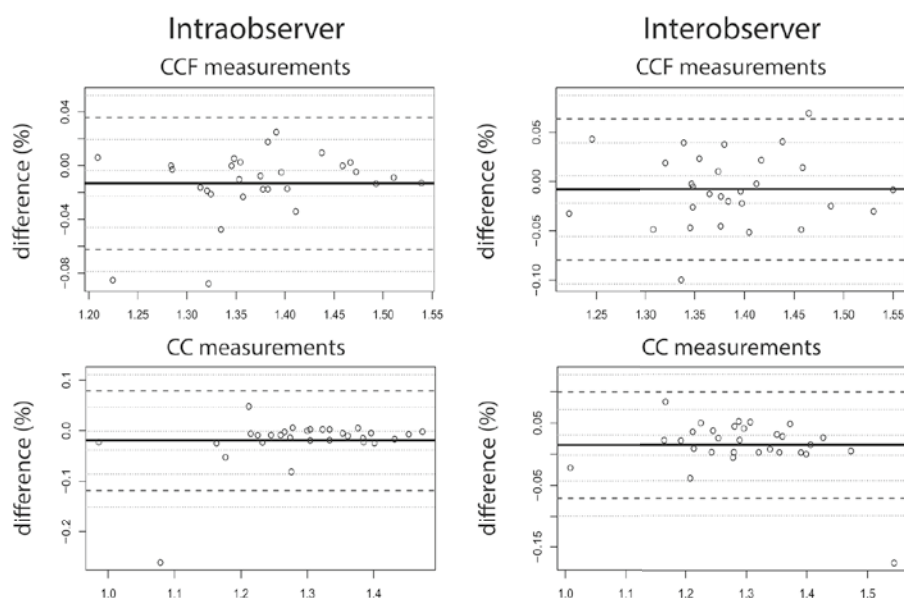 Intraobserver
Interobserver
CCF measurements
CCF measurements
difference (%)
0.04
0.00
−0.04
−0.08
1.20 1.25 1.30 1.35 1.40 1.45 1.50 1.55
difference (%)
0.05
0.00
−0.05
−0.10
1.25 1.30 1.35 1.40 1.45 1.50 1.55
CC measurements
CC measurements
difference (%)
0.1
0.0
−0.1
−0.2
1.0 1.1 1.2 1.3 1.4
difference (%)
0.05
−0.05
−0.15
1.0 1.1 1.2 1.3 1.4 1.5